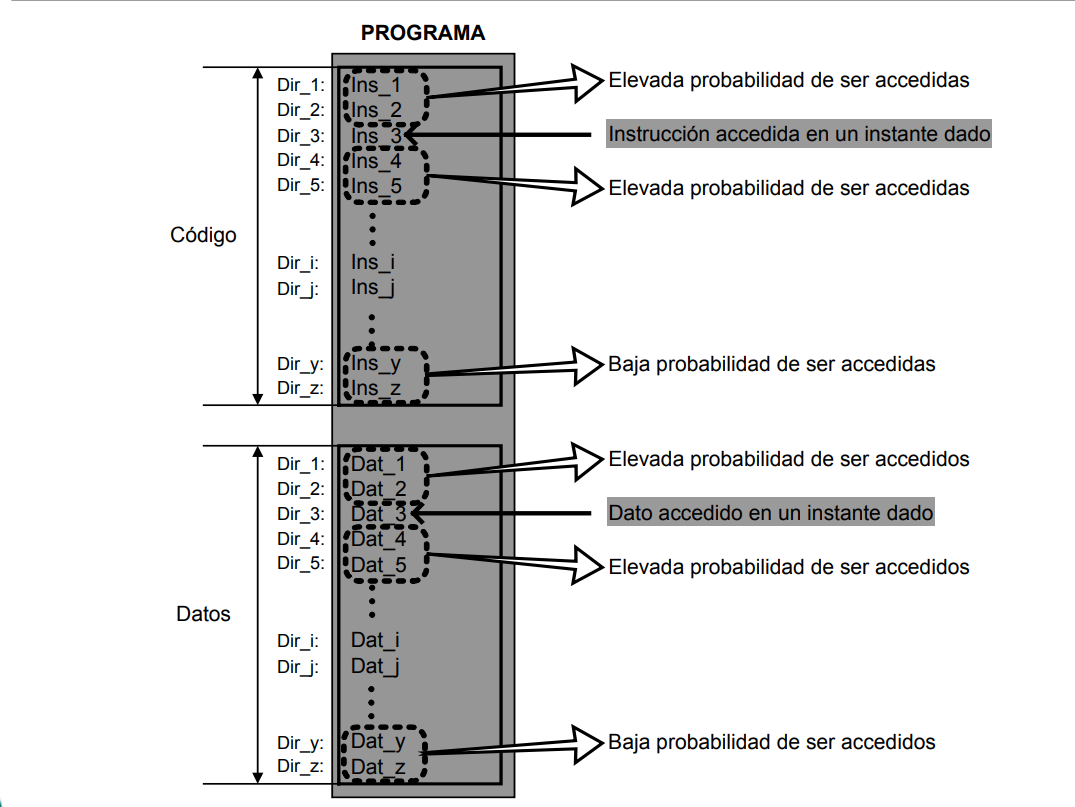 PROGRAMA
Dir_1: Ins_1 Elevada probabilidad de ser accedidas
Dir_2: Ins_2
Dir_3: Ins_3 Instrucción accedida en un instante dado
Dir_4: Ins_4
Dir_5: Ins_5 Elevada probabilidad de ser accedidas
Código
Dir_i: Ins_i
Dir_j: Ins_j
Dir_y: Ins_y Baja probabilidad de ser accedidas
Dir_z: Ins_z
Dir_1: Dat_1 Elevada probabilidad de ser accedidos
Dir_2: Dat_2
Dir_3: Dat_3 Dato accedido en un instante dado
Dir_4: Dat_4
Dir_5: Dat_5 Elevada probabilidad de ser accedidos
Datos
Dir_i: Dat_i
Dir_j: Dat_j
Dir_y: Dat_y Baja probabilidad de ser accedidos
Dir_z: Dat_z